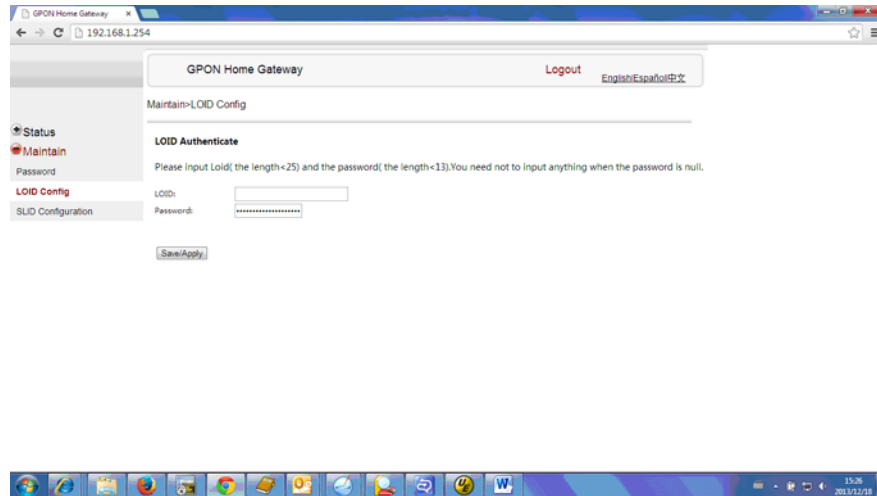 GPON Home Gateway
192.168.1.254
GPON Home Gateway
Logout
English|Español|中文
Maintain>LOID Config
Status
Maintain
Password
LOID Config
SLID Configuration
LOID Authenticate
Please input Loid( the length<25) and the password( the length<13).You need not to input anything when the password is null.
LOID:
Password:
Save/Apply
15:26
2013/12/18